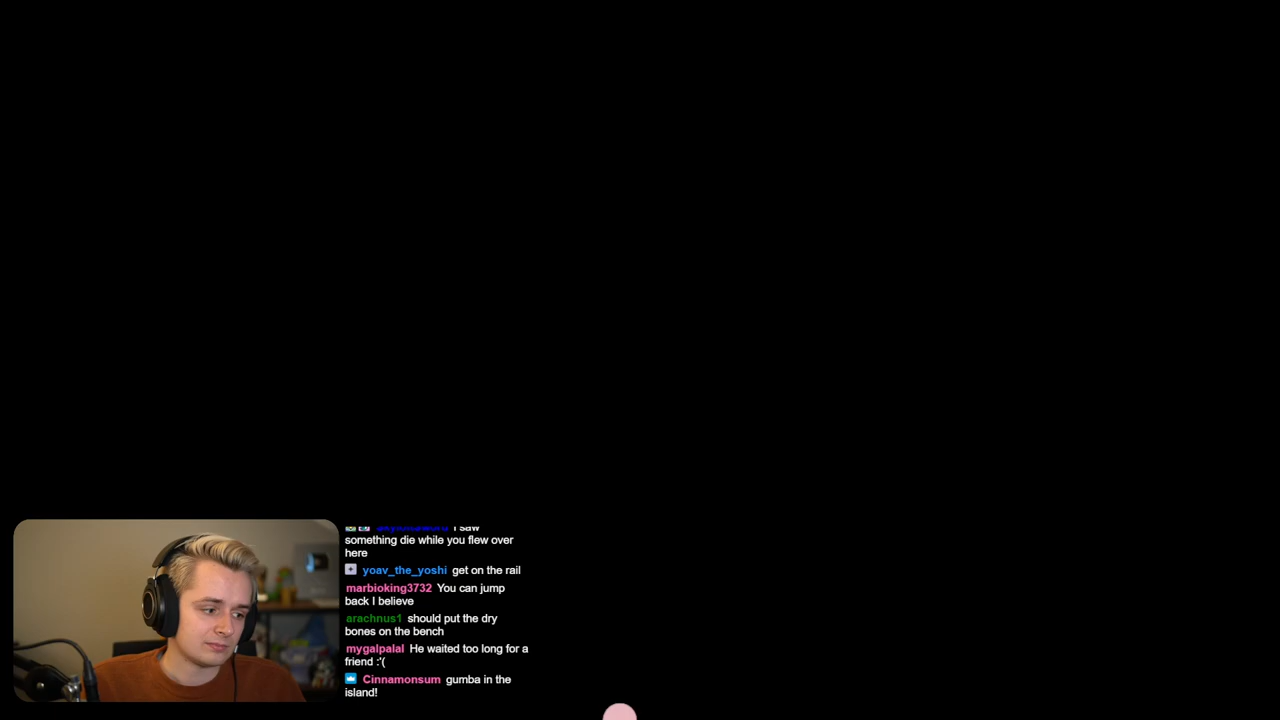 I saw
something die while you flew over
here
yoav_the_yoshi get on the rail
marbioking3732 You can jump
back I believe
arachnus1 should put the dry
bones on the bench
mygalpalal He waited too long for a
friend :'(
Cinnamonsum gumba in the
island!